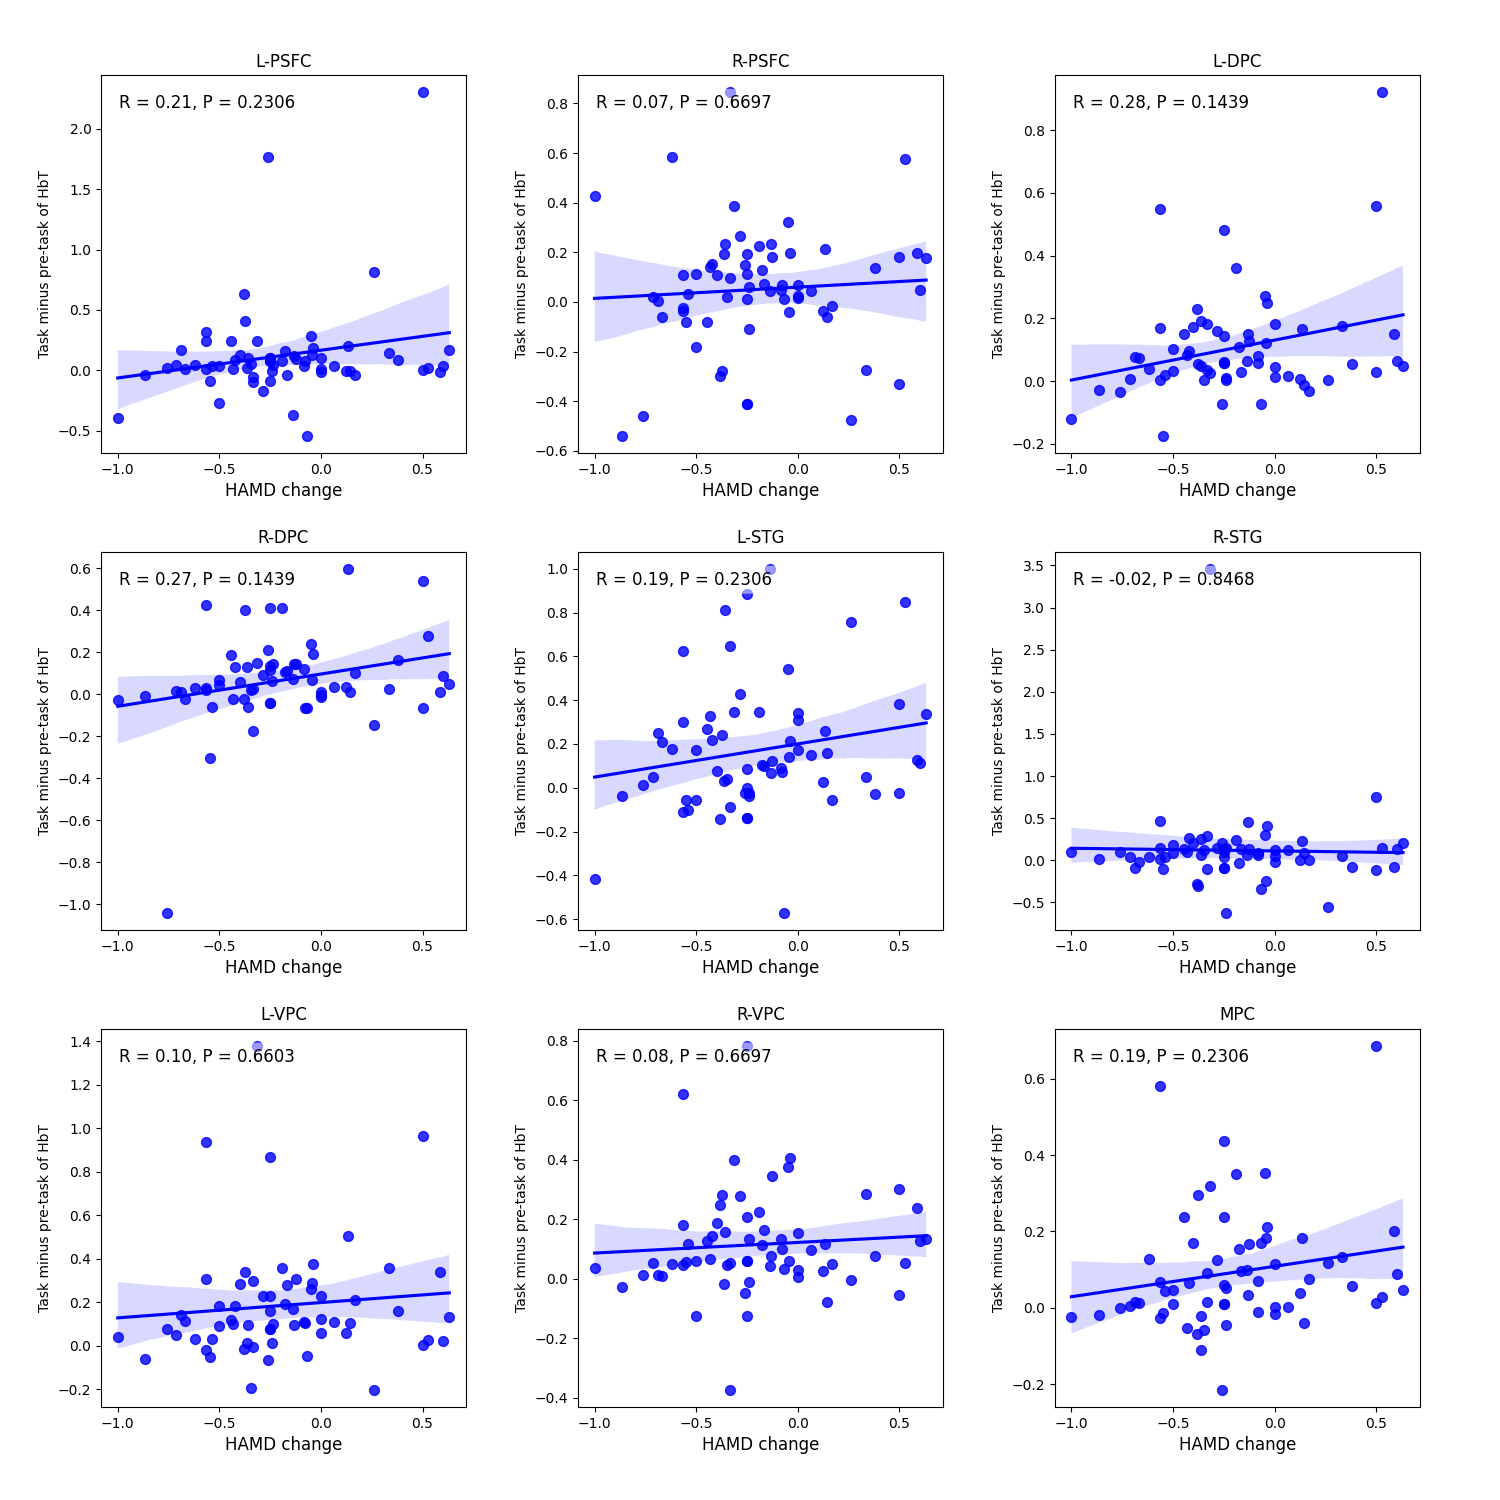 L-PSFC
R = 0.21, P = 0.2306
Task minus pre-task of HbT
2.0
1.5
1.0
0.5
0.0
−0.5
−1.0
−0.5
0.0
0.5
HAMD change
R-PSFC
R = 0.07, P = 0.6697
Task minus pre-task of HbT
0.8
0.6
0.4
0.2
0.0
−0.2
−0.4
−0.6
−1.0
−0.5
0.0
0.5
HAMD change
L-DPC
R = 0.28, P = 0.1439
Task minus pre-task of HbT
0.8
0.6
0.4
0.2
0.0
−0.2
−1.0
−0.5
0.0
0.5
HAMD change
R-DPC
R = 0.27, P = 0.1439
Task minus pre-task of HbT
0.6
0.4
0.2
0.0
−0.2
−0.4
−0.6
−0.8
−1.0
−1.0
−0.5
0.0
0.5
HAMD change
L-STG
R = 0.19, P = 0.2306
Task minus pre-task of HbT
1.0
0.8
0.6
0.4
0.2
0.0
−0.2
−0.4
−0.6
−1.0
−0.5
0.0
0.5
HAMD change
R-STG
R = -0.02, P = 0.8468
Task minus pre-task of HbT
3.5
3.0
2.5
2.0
1.5
1.0
0.5
0.0
−0.5
−1.0
−0.5
0.0
0.5
HAMD change
L-VPC
R = 0.10, P = 0.6603
Task minus pre-task of HbT
1.4
1.2
1.0
0.8
0.6
0.4
0.2
0.0
−0.2
−1.0
−0.5
0.0
0.5
HAMD change
R-VPC
R = 0.08, P = 0.6697
Task minus pre-task of HbT
0.8
0.6
0.4
0.2
0.0
−0.2
−0.4
−1.0
−0.5
0.0
0.5
HAMD change
MPC
R = 0.19, P = 0.2306
Task minus pre-task of HbT
0.6
0.4
0.2
0.0
−0.2
−1.0
−0.5
0.0
0.5
HAMD change